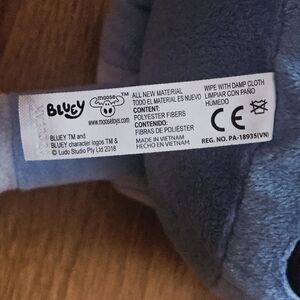 BLUEY
moose™
www.moosetoys.com
BLUEY TM and
BLUEY character logos TM &
© Ludo Studio Pty Ltd 2018
ALL NEW MATERIAL
TODO EL MATERIAL ES NUEVO
CONTENT:
POLYESTER FIBERS
CONTENIDO:
FIBRAS DE POLIÉSTER
MADE IN VIETNAM
HECHO EN VIETNAM
WIPE WITH DAMP CLOTH
LIMPIAR CON PAÑO
HÚMEDO
CE
REG. NO. PA-18935(VN)